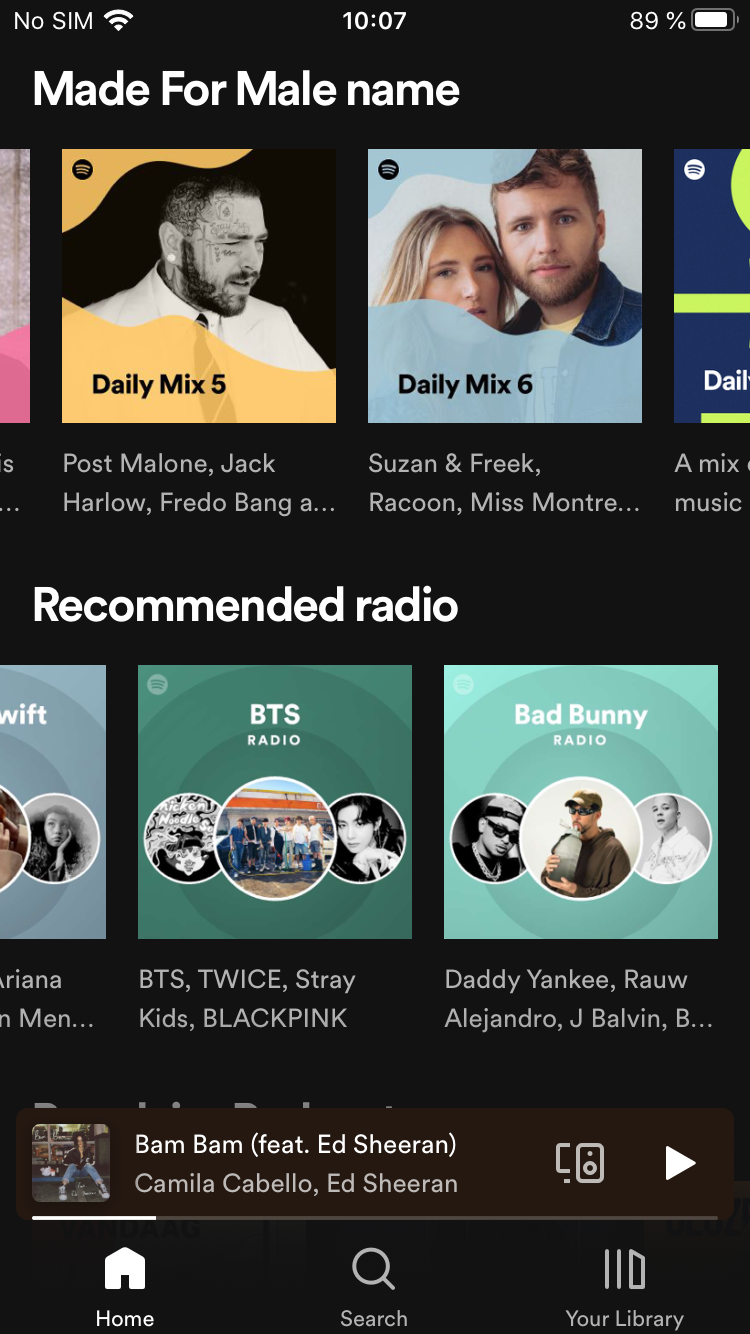 No SIM 10:07 89 %
Made For Male name
Daily Mix 5
Daily Mix 6
Dail
is
Post Malone, Jack
Harlow, Fredo Bang a...
Suzan & Freek,
Racoon, Miss Montre...
A mix
music
Recommended radio
wift
BTS
RADIO
Bad Bunny
RADIO
Chicken
Noodle
Ariana
n Men...
BTS, TWICE, Stray
Kids, BLACKPINK
Daddy Yankee, Rauw
Alejandro, J Balvin, B...
Bam Bam (feat. Ed Sheeran)
Camila Cabello, Ed Sheeran
VANDAAG
Home
Search
Your Library